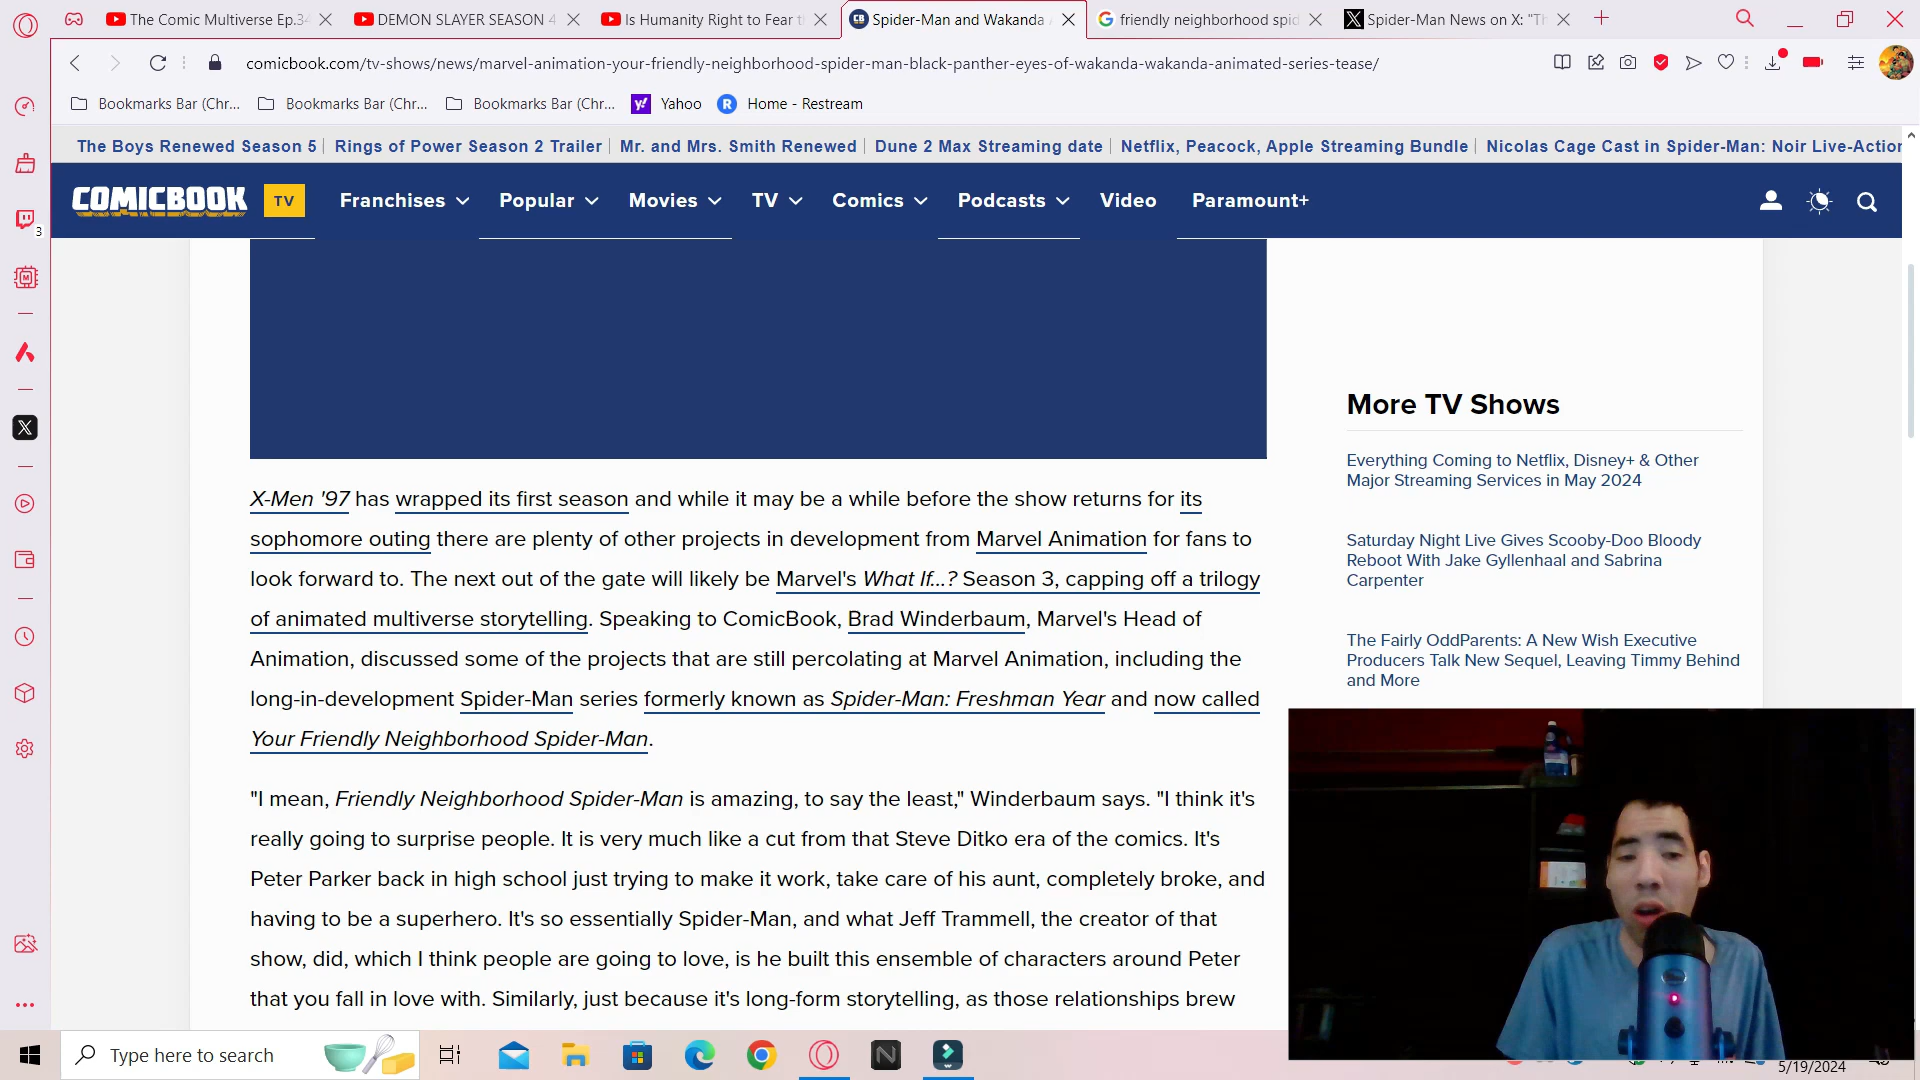 The Comic Multiverse Ep.34
DEMON SLAYER SEASON 4
Is Humanity Right to Fear t
Spider-Man and Wakanda
friendly neighborhood spid
Spider-Man News on X: "Th
comicbook.com/tv-shows/news/marvel-animation-your-friendly-neighborhood-spider-man-black-panther-eyes-of-wakanda-wakanda-animated-series-tease/
Bookmarks Bar (Chr...
Bookmarks Bar (Chr...
Bookmarks Bar (Chr...
Yahoo
Home - Restream
The Boys Renewed Season 5 | Rings of Power Season 2 Trailer | Mr. and Mrs. Smith Renewed | Dune 2 Max Streaming date | Netflix, Peacock, Apple Streaming Bundle | Nicolas Cage Cast in Spider-Man: Noir Live-Action
COMICBOOK TV Franchises Popular Movies TV Comics Podcasts Video Paramount+
3
X-Men '97 has wrapped its first season and while it may be a while before the show returns for its
sophomore outing there are plenty of other projects in development from Marvel Animation for fans to
look forward to. The next out of the gate will likely be Marvel's What If...? Season 3, capping off a trilogy
of animated multiverse storytelling. Speaking to ComicBook, Brad Winderbaum, Marvel's Head of
Animation, discussed some of the projects that are still percolating at Marvel Animation, including the
long-in-development Spider-Man series formerly known as Spider-Man: Freshman Year and now called
Your Friendly Neighborhood Spider-Man.
"I mean, Friendly Neighborhood Spider-Man is amazing, to say the least," Winderbaum says. "I think it's
really going to surprise people. It is very much like a cut from that Steve Ditko era of the comics. It's
Peter Parker back in high school just trying to make it work, take care of his aunt, completely broke, and
having to be a superhero. It's so essentially Spider-Man, and what Jeff Trammell, the creator of that
show, did, which I think people are going to love, is he built this ensemble of characters around Peter
that you fall in love with. Similarly, just because it's long-form storytelling, as those relationships brew
More TV Shows
Everything Coming to Netflix, Disney+ & Other
Major Streaming Services in May 2024
Saturday Night Live Gives Scooby-Doo Bloody
Reboot With Jake Gyllenhaal and Sabrina
Carpenter
The Fairly OddParents: A New Wish Executive
Producers Talk New Sequel, Leaving Timmy Behind
and More
Type here to search
5/19/2024